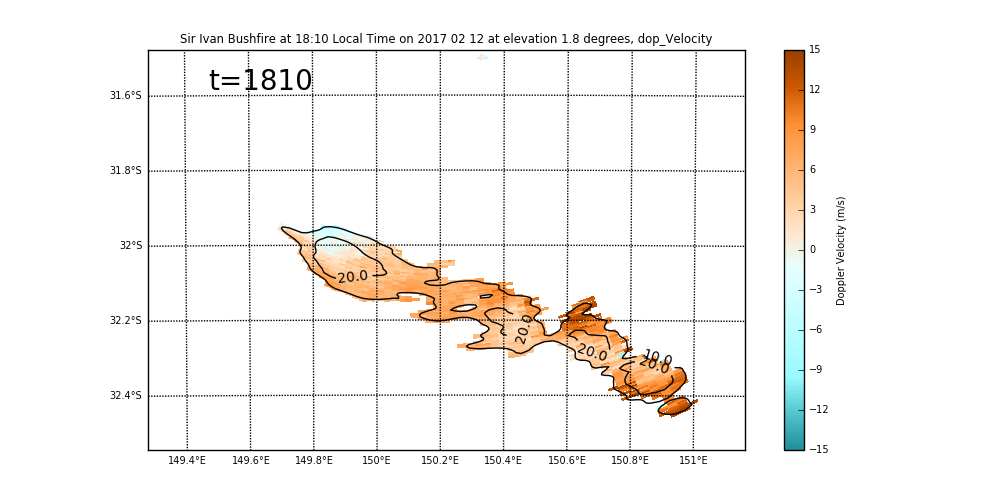 Sir Ivan Bushfire at 18:10 Local Time on 2017 02 12 at elevation 1.8 degrees, dop_Velocity
t=1810
31.6°S
31.8°S
32°S
32.2°S
32.4°S
149.4°E 149.6°E 149.8°E 150°E 150.2°E 150.4°E 150.6°E 150.8°E 151°E
20.0
20.0
20.0
10.0
20.0
15
12
9
6
3
0
−3
−6
−9
−12
−15
Doppler Velocity (m/s)